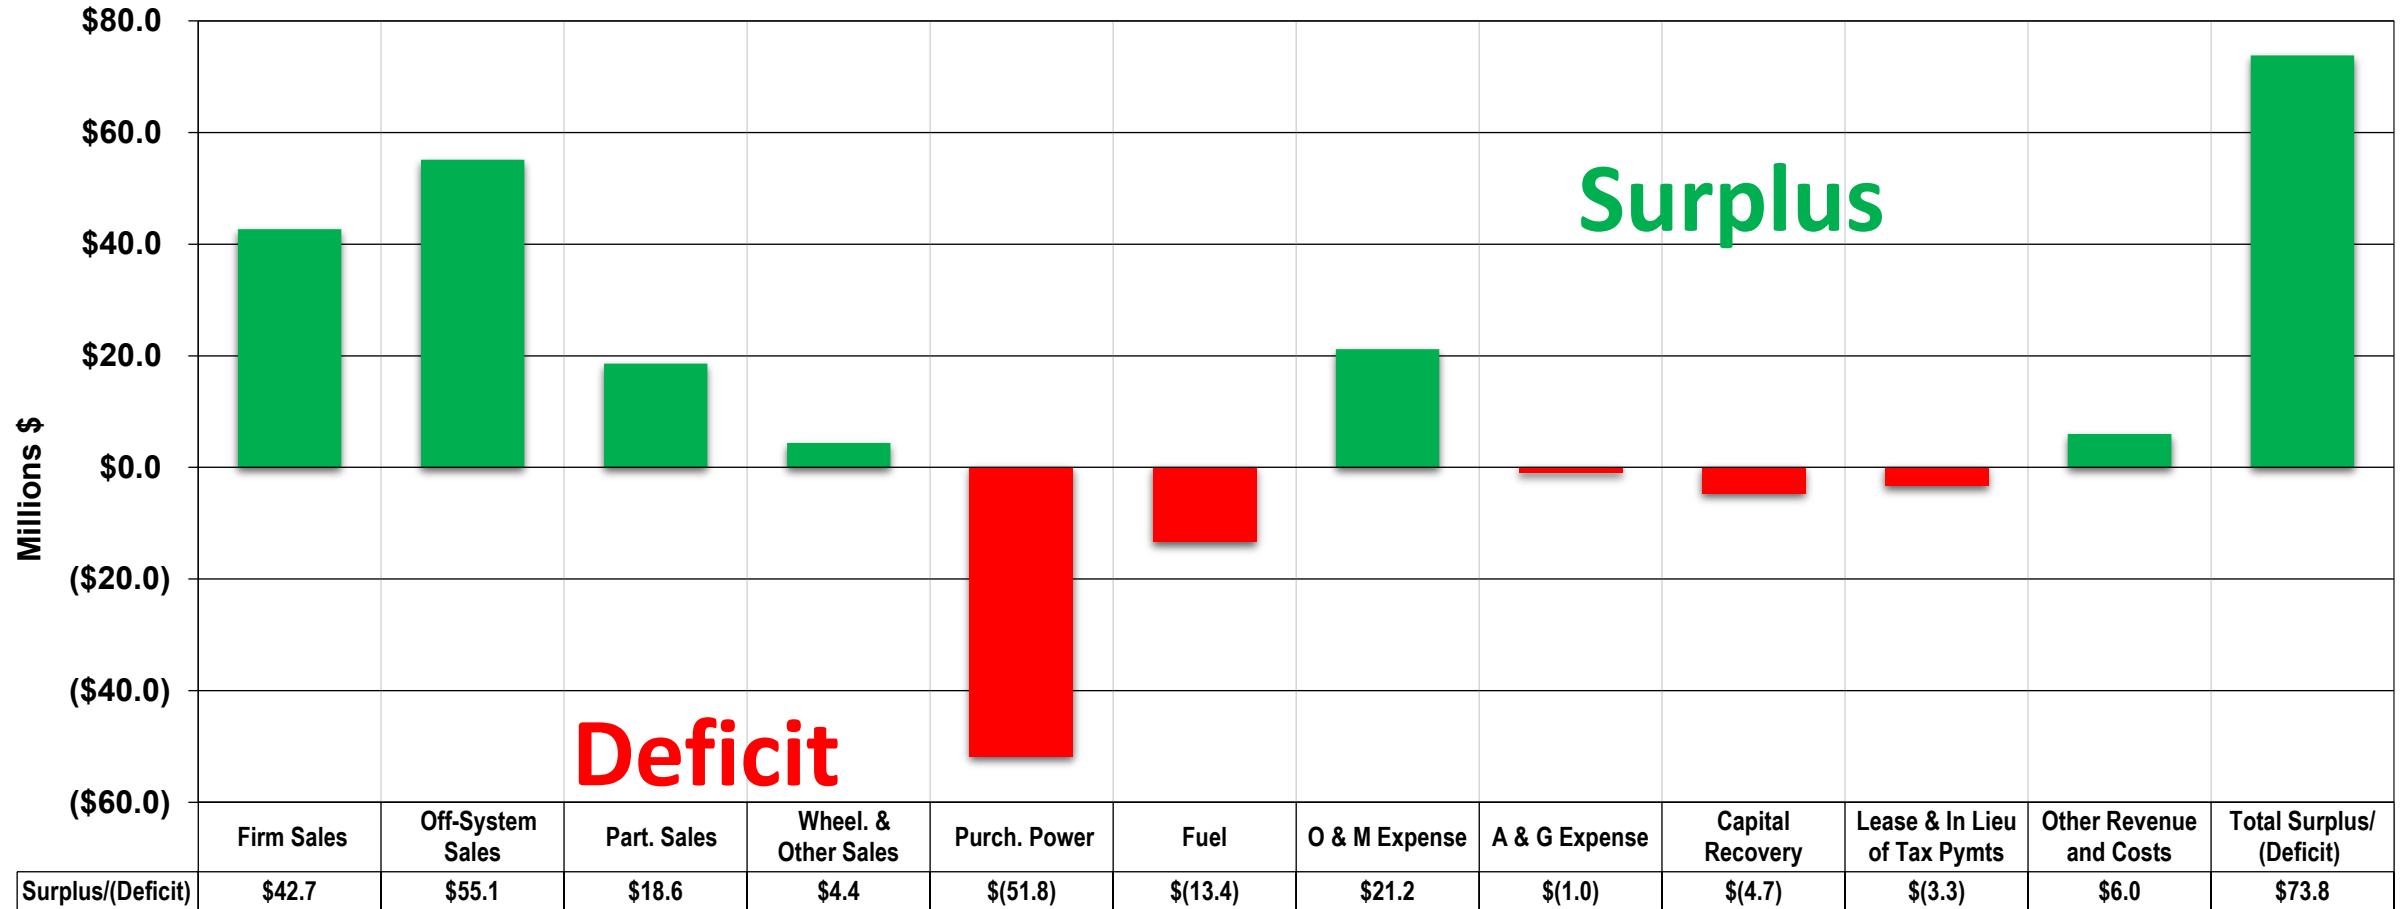 $80.0
$60.0
$40.0
$20.0
$0.0
($20.0)
($40.0)
($60.0)
Millions $
Surplus
Deficit
Firm Sales
Off-System
Sales
Part. Sales
Wheel. &
Other Sales
Purch. Power
Fuel
O & M Expense
A & G Expense
Capital
Recovery
Lease & In Lieu
of Tax Pymts
Other Revenue
and Costs
Total Surplus/
(Deficit)
Surplus/(Deficit) $42.7 $55.1 $18.6 $4.4 $(51.8) $(13.4) $21.2 $(1.0) $(4.7) $(3.3) $6.0 $73.8